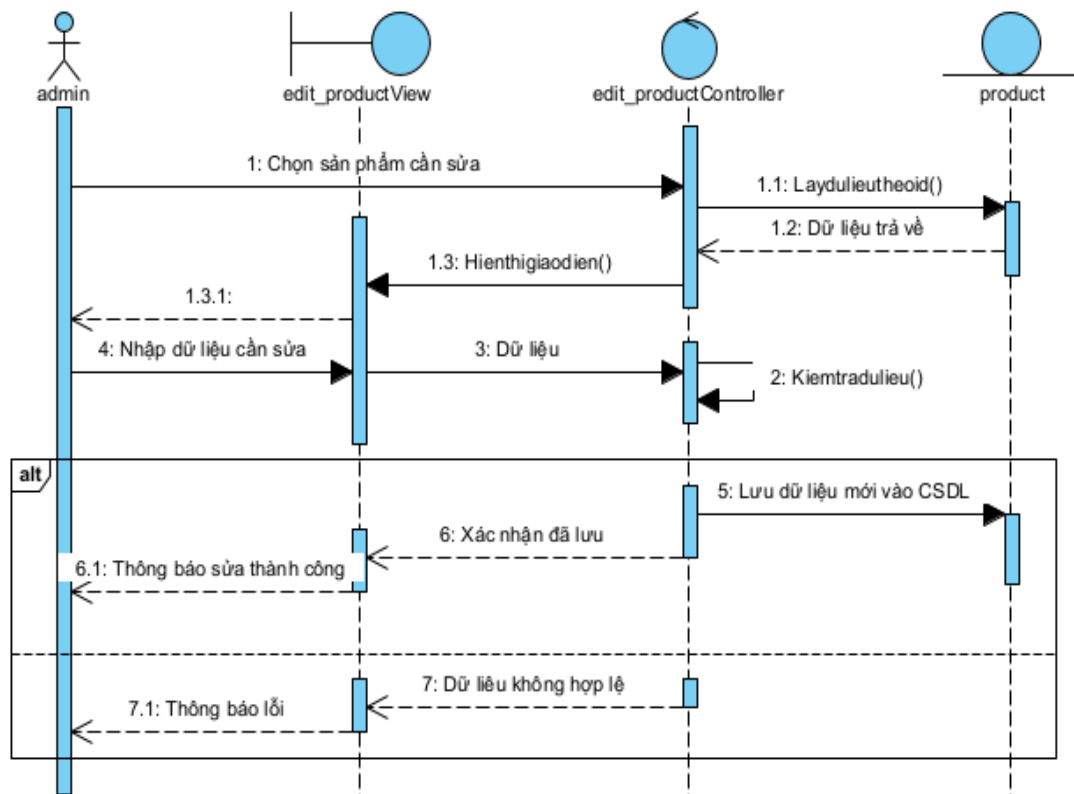 admin
edit_productView
edit_productController
product
1: Chọn sản phẩm cần sửa
1.1: Laydulieutheoid()
1.2: Dữ liệu trả về
1.3: Hienthigiaodien()
1.3.1:
4: Nhập dữ liệu cần sửa
3: Dữ liệu
2: Kiemtradulieu()
alt
5: Lưu dữ liệu mới vào CSDL
6: Xác nhận đã lưu
6.1: Thông báo sửa thành công
7: Dữ liêu không hợp lệ
7.1: Thông báo lỗi